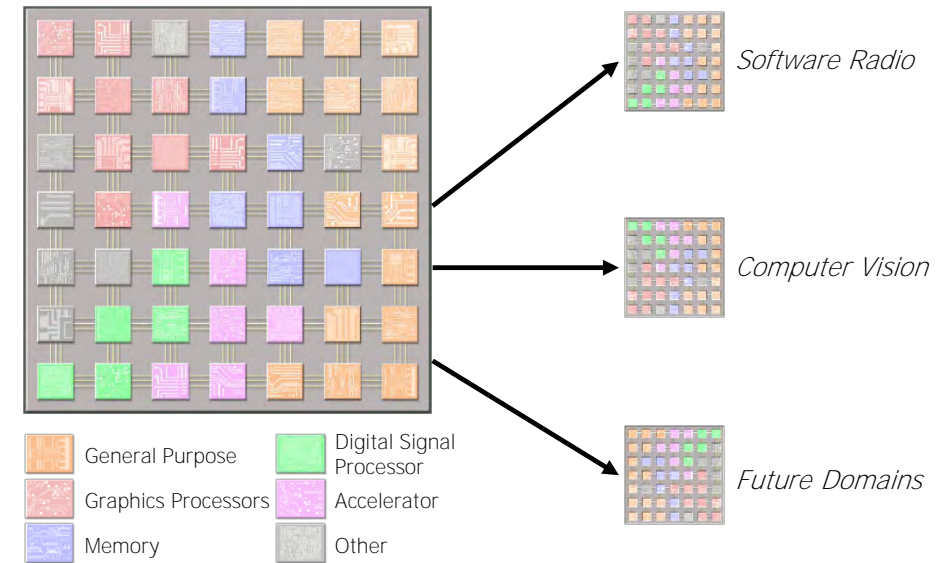 Software Radio
Computer Vision
Future Domains
General Purpose
Digital Signal
Processor
Graphics Processors
Accelerator
Memory
Other